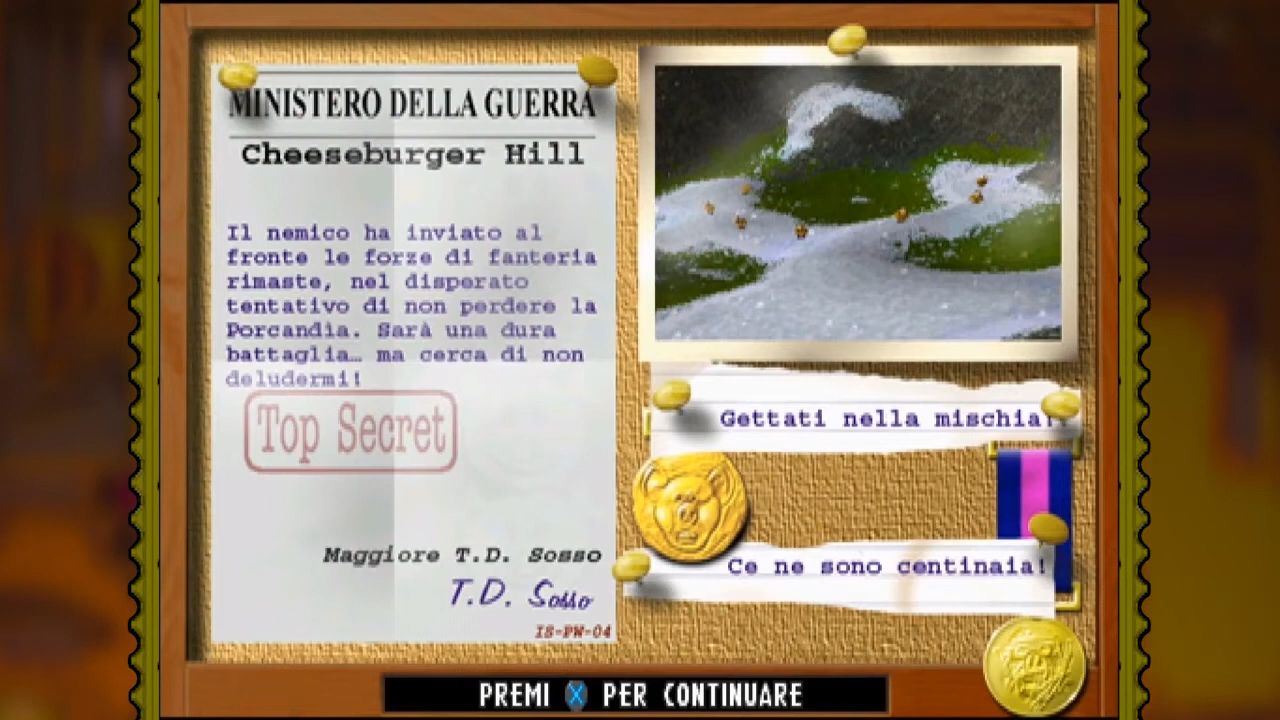 MINISTERO DELLA GUERRA
Cheeseburger Hill
Il nemico ha inviato al
fronte le forze di fanteria
rimaste, nel disperato
tentativo di non perdere la
Porcandia. Sarà una dura
battaglia… ma cerca di non
deludermi!
Top Secret
Maggiore T.D. Sosso
T.D. Sosso
IS-PW-04
Gettati nella mischia!
Ce ne sono centinaia!
PREMI X PER CONTINUARE